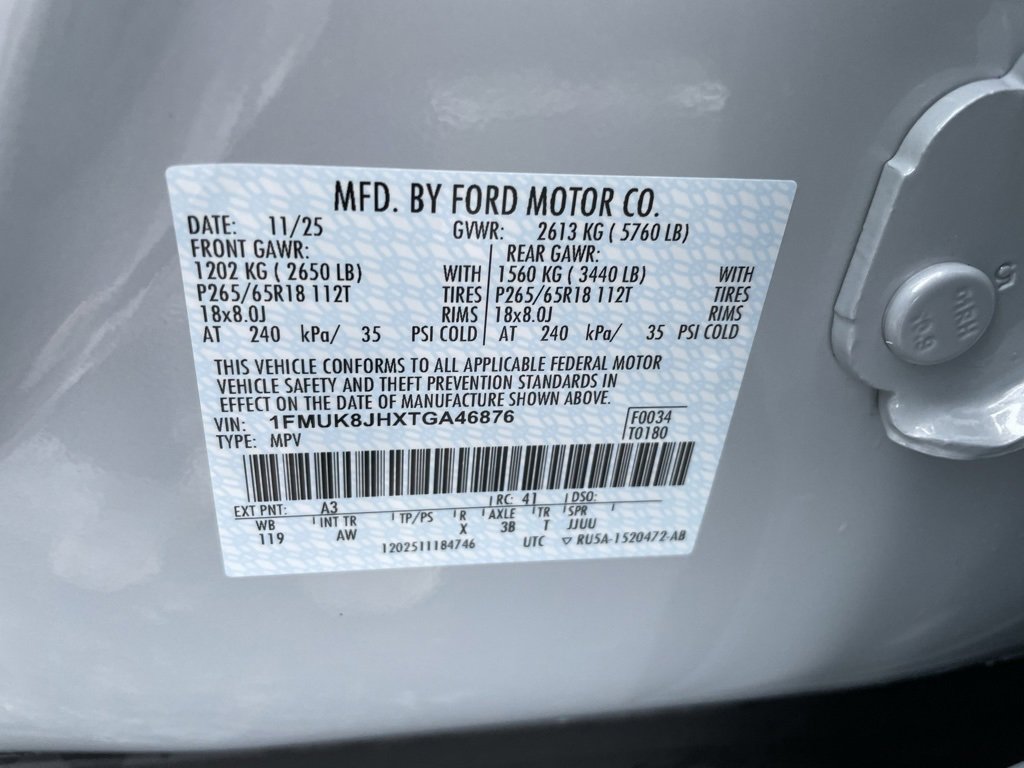 MFD. BY FORD MOTOR CO.
DATE: 11/25 GVWR: 2613 KG ( 5760 LB)
FRONT GAWR: REAR GAWR:
1202 KG ( 2650 LB) WITH 1560 KG ( 3440 LB) WITH
P265/65R18 112T TIRES P265/65R18 112T TIRES
18x8.0J RIMS 18x8.0J RIMS
AT 240 kPa/ 35 PSI COLD AT 240 kPa/ 35 PSI COLD
THIS VEHICLE CONFORMS TO ALL APPLICABLE FEDERAL MOTOR
VEHICLE SAFETY AND THEFT PREVENTION STANDARDS IN
EFFECT ON THE DATE OF MANUFACTURE SHOWN ABOVE.
VIN: 1FMUK8JHXTGA46876 F0034
TYPE: MPV T0180
EXT PNT: A3 RC: 41 DSO:
WB INT TR TP/PS R AXLE TR SPR
119 AW X 3B T JJUU
1202511184746 UTC ▽ RU5A-1520472-AB